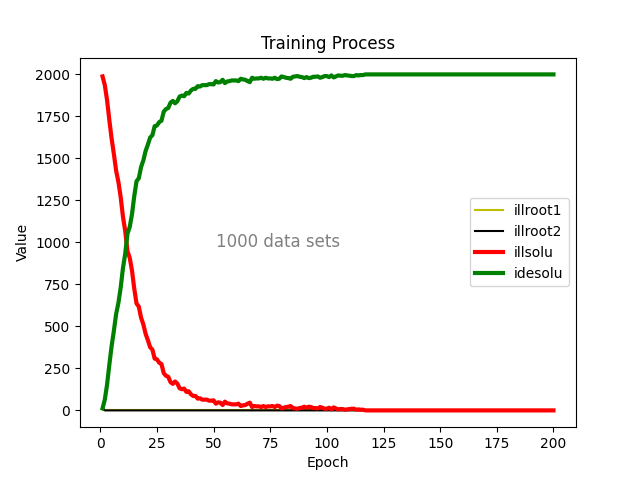 Training Process
2000
1750
1500
1250
1000
750
500
250
0
Value
1000 data sets
illroot1
illroot2
illsolu
idesolu
0 25 50 75 100 125 150 175 200
Epoch